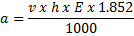 a = v x h x E x 1.852
1000